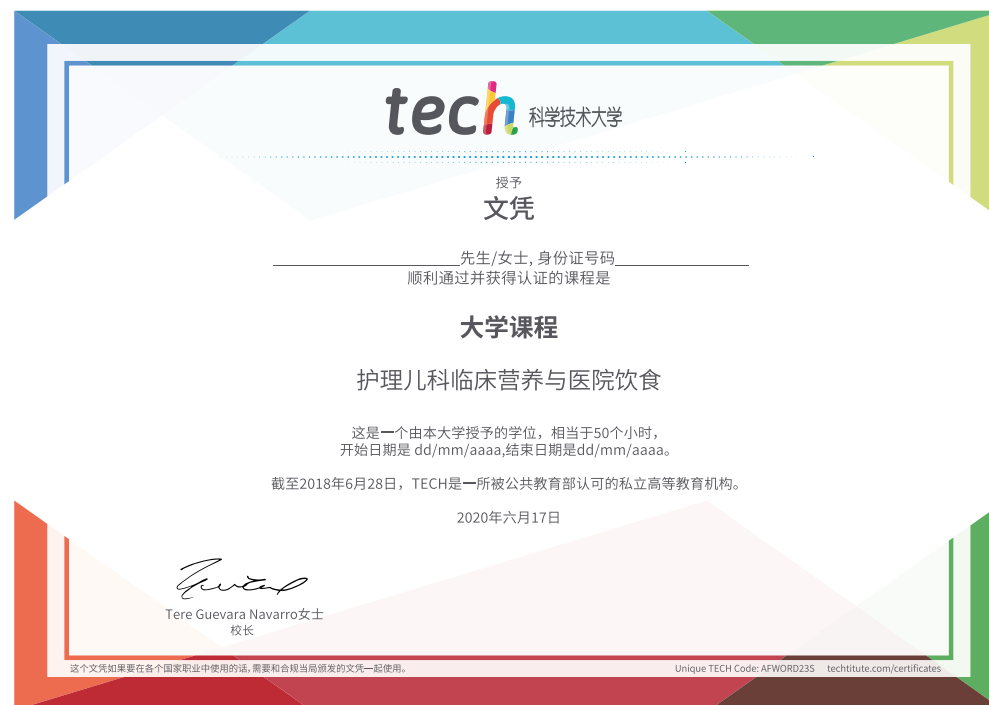 tech 科学技术大学
授予
文凭
先生/女士, 身份证号码
顺利通过并获得认证的课程是
大学课程
护理儿科临床营养与医院饮食
这是一个由本大学授予的学位，相当于50个小时，
开始日期是 dd/mm/aaaa,结束日期是dd/mm/aaaa。
截至2018年6月28日，TECH是一所被公共教育部认可的私立高等教育机构。
2020年六月17日
Tere Guevara Navarro女士
校长
这个文凭如果要在各个国家职业中使用的话,需要和合规当局颁发的文凭一起使用。
Unique TECH Code: AFWORD23S techtitute.com/certificates